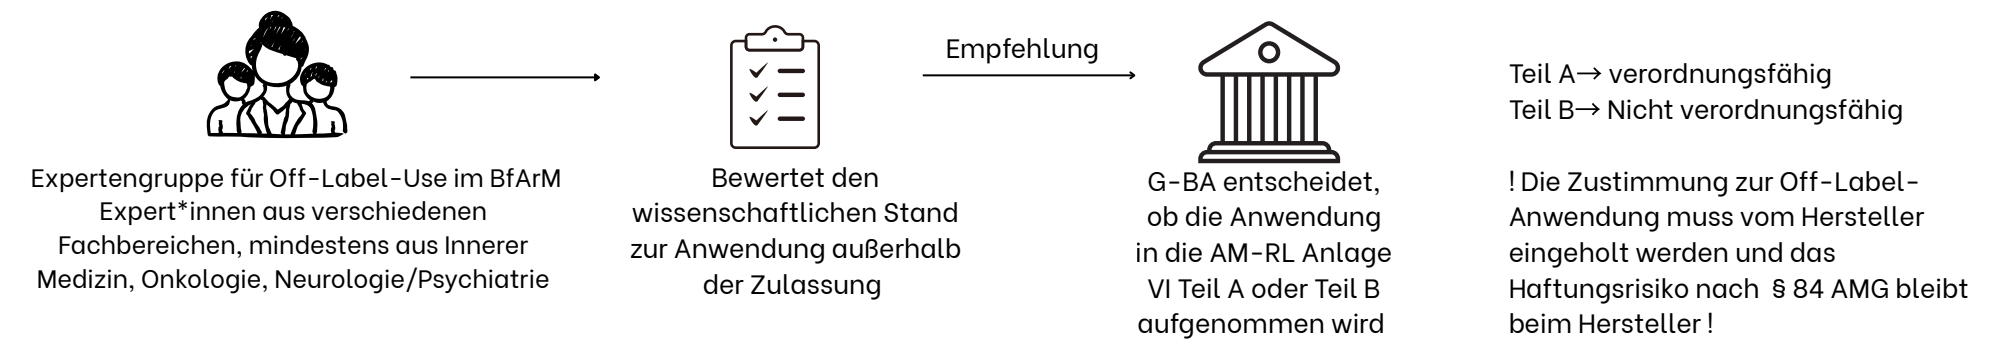 Expertengruppe für Off-Label-Use im BfArM
Expert*innen aus verschiedenen
Fachbereichen, mindestens aus Innerer
Medizin, Onkologie, Neurologie/Psychiatrie
Bewertet den
wissenschaftlichen Stand
zur Anwendung außerhalb
der Zulassung
Empfehlung
G-BA entscheidet,
ob die Anwendung
in die AM-RL Anlage
VI Teil A oder Teil B
aufgenommen wird
Teil A→ verordnungsfähig
Teil B→ Nicht verordnungsfähig
! Die Zustimmung zur Off-Label-
Anwendung muss vom Hersteller
eingeholt werden und das
Haftungsrisiko nach § 84 AMG bleibt
beim Hersteller !